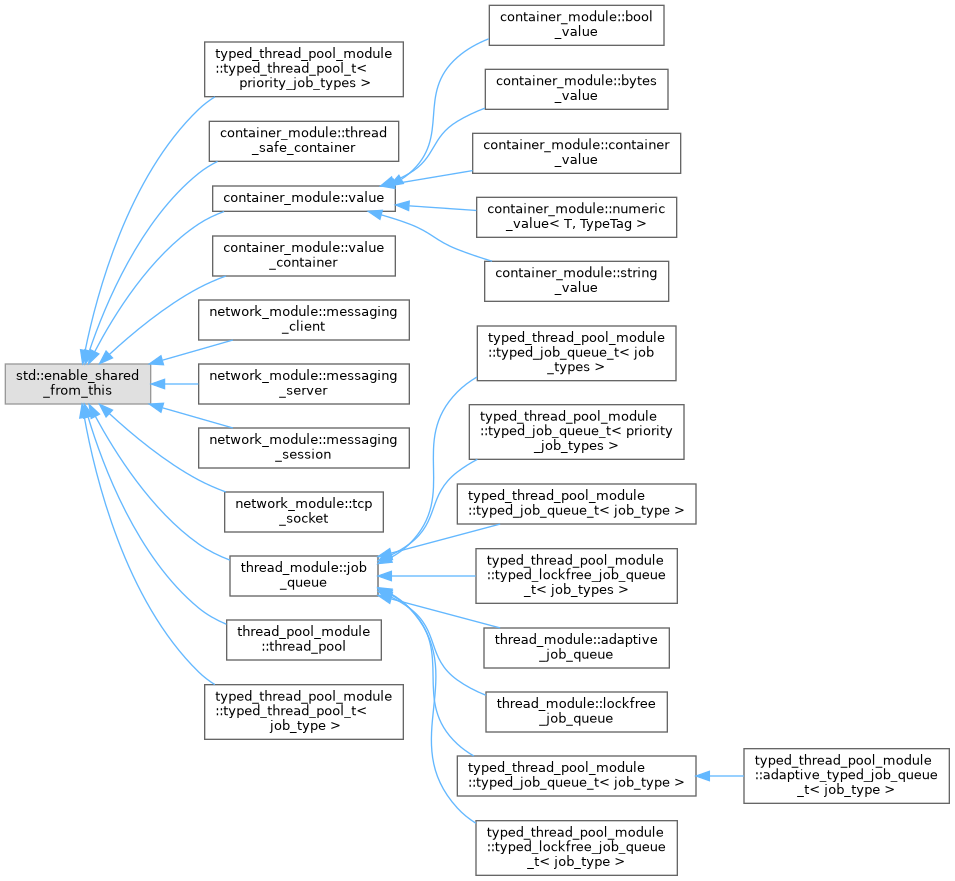 std::enable_shared
_from_this
typed_thread_pool_module
::typed_thread_pool_t<
priority_job_types >
container_module::thread
_safe_container
container_module::value
container_module::value
_container
network_module::messaging
_client
network_module::messaging
_server
network_module::messaging
_session
network_module::tcp
_socket
thread_module::job
_queue
thread_pool_module
::thread_pool
typed_thread_pool_module
::typed_thread_pool_t<
job_type >
container_module::bool
_value
container_module::bytes
_value
container_module::container
_value
container_module::numeric
_value< T, TypeTag >
container_module::string
_value
typed_thread_pool_module
::typed_job_queue_t< job
_types >
typed_thread_pool_module
::typed_job_queue_t< priority
_job_types >
typed_thread_pool_module
::typed_job_queue_t< job_type >
typed_thread_pool_module
::typed_lockfree_job_queue
_t< job_types >
thread_module::adaptive
_job_queue
thread_module::lockfree
_job_queue
typed_thread_pool_module
::typed_job_queue_t< job_type >
typed_thread_pool_module
::typed_lockfree_job_queue
_t< job_type >
typed_thread_pool_module
::adaptive_typed_job_queue
_t< job_type >